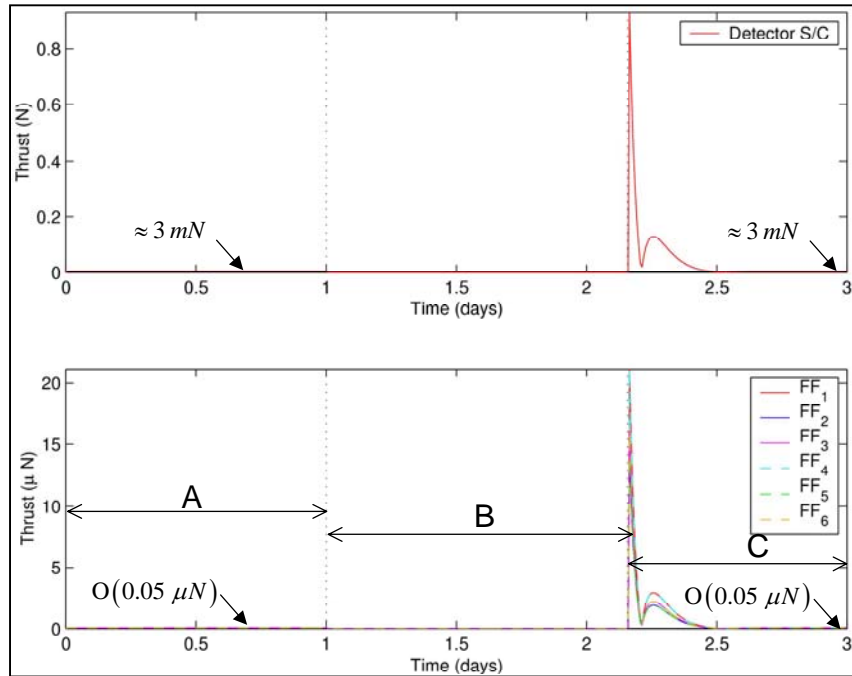 0.8
0.6
0.4
0.2
0
Thrust (N)
Detector S/C
≈ 3 mN
≈ 3 mN
0 0.5 1 1.5 2 2.5 3
Time (days)
20
15
10
5
0
Thrust (μ N)
FF1
FF2
FF3
FF4
FF5
FF6
A
B
C
O(0.05 μN)
O(0.05 μN)
0 0.5 1 1.5 2 2.5 3
Time (days)